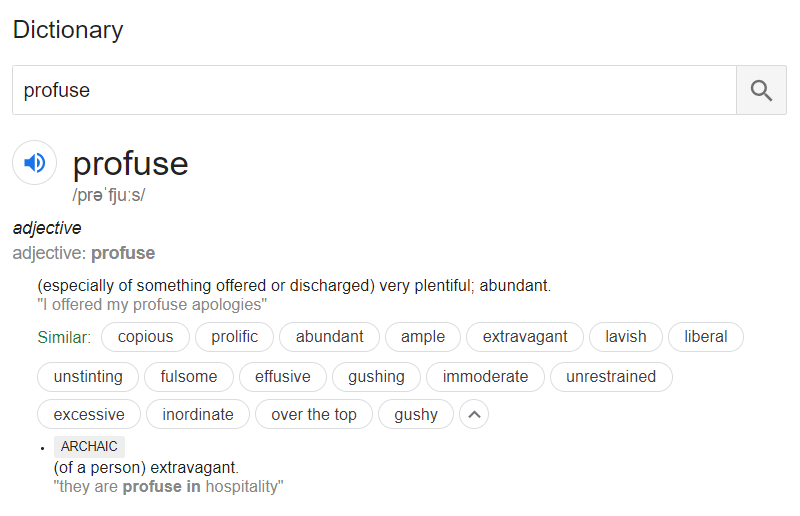 Dictionary
profuse
profuse
/prəˈfjuːs/
adjective
adjective: profuse
(especially of something offered or discharged) very plentiful; abundant.
"I offered my profuse apologies"
Similar: copious prolific abundant ample extravagant lavish liberal
unstinting fulsome effusive gushing immoderate unrestrained
excessive inordinate over the top gushy
• ARCHAIC
(of a person) extravagant.
"they are profuse in hospitality"